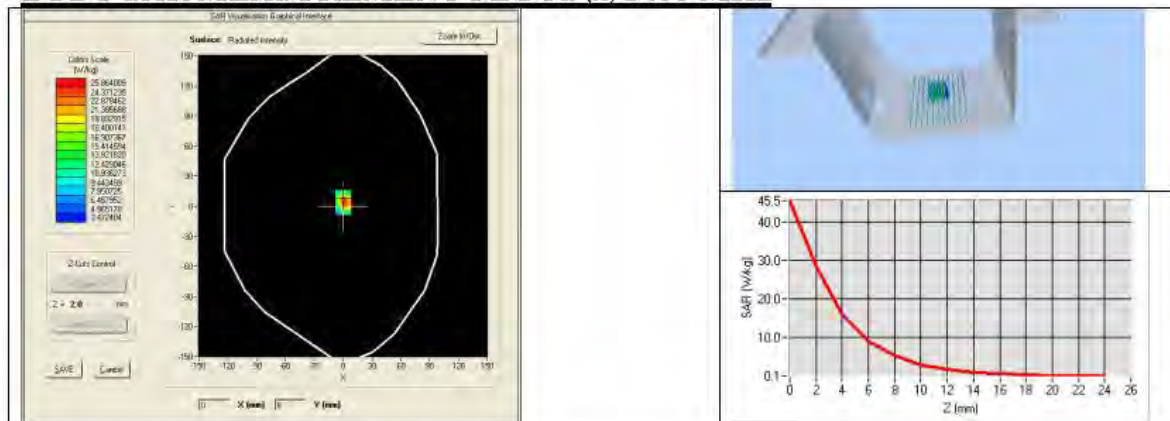 SAR Visualisation Graphical Interface
Surface: Radiated Intensity
Zoom In/Out
Colors Scale
(W/kg)
25.864005
24.371238
22.878462
21.385688
18.400141
16.907367
15.414594
13.921820
12.429046
10.936273
9.443499
7.950725
6.457952
4.965178
3.472404
150
120
90
60
30
0
-30
-60
-90
-120
-150
-150 -120 -90 -60 -30 0 30 60 90 120 150
Y
X
Z-Cuts Control
Z = 2.0 mm
SAVE Cancel
0 X (mm) 6 Y (mm)
45.5
40.0
30.0
20.0
10.0
0.1
SAR (W/kg)
0 2 4 6 8 10 12 14 16 18 20 22 24 26
Z (mm)